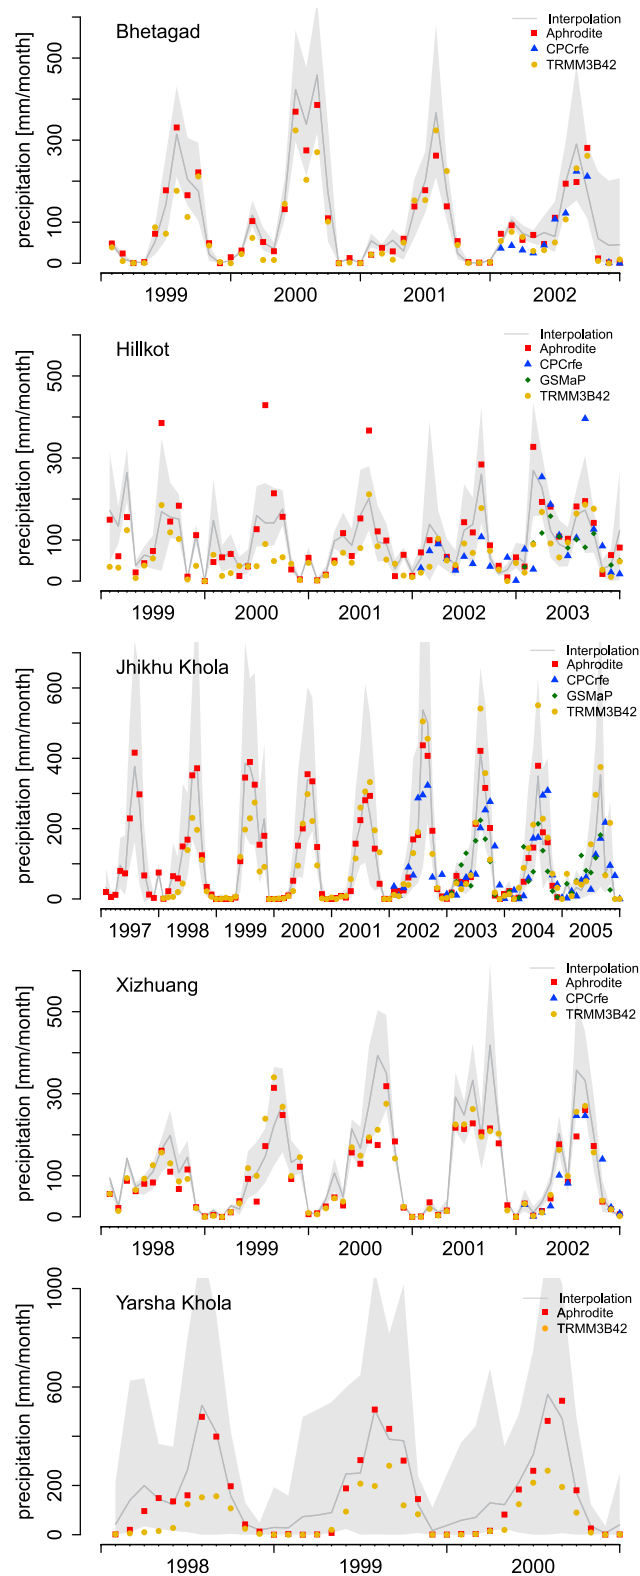 Bhetagad
Interpolation
Aphrodite
CPCrfe
TRMM3B42
precipitation [mm/month]
0 100 300 500
1999 2000 2001 2002
Hillkot
Interpolation
Aphrodite
CPCrfe
GSMaP
TRMM3B42
precipitation [mm/month]
0 100 300 500
1999 2000 2001 2002 2003
Jhikhu Khola
Interpolation
Aphrodite
CPCrfe
GSMaP
TRMM3B42
precipitation [mm/month]
0 200 400 600
1997 1998 1999 2000 2001 2002 2003 2004 2005
Xizhuang
Interpolation
Aphrodite
CPCrfe
TRMM3B42
precipitation [mm/month]
0 100 300 500
1998 1999 2000 2001 2002
Yarsha Khola
Interpolation
Aphrodite
TRMM3B42
precipitation [mm/month]
0 200 600 1000
1998 1999 2000